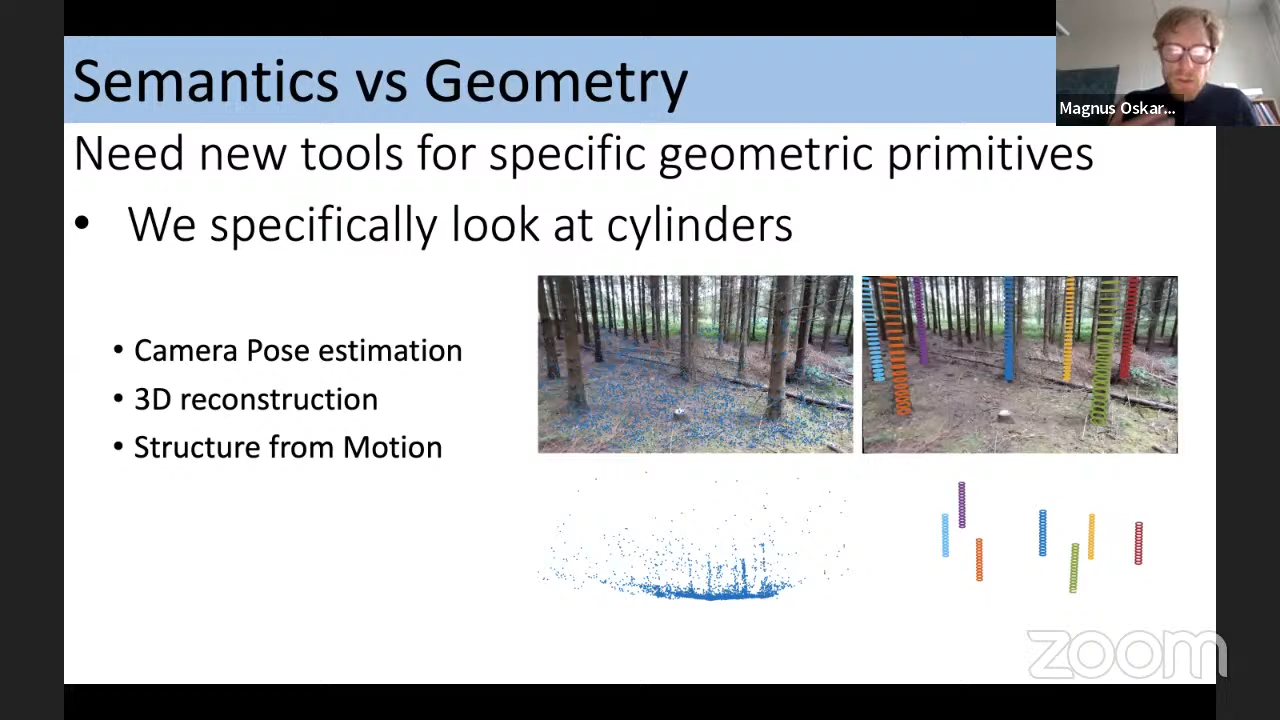 Semantics vs Geometry
Magnus Oskar...
Need new tools for specific geometric primitives
• We specifically look at cylinders
• Camera Pose estimation
• 3D reconstruction
• Structure from Motion
zoom